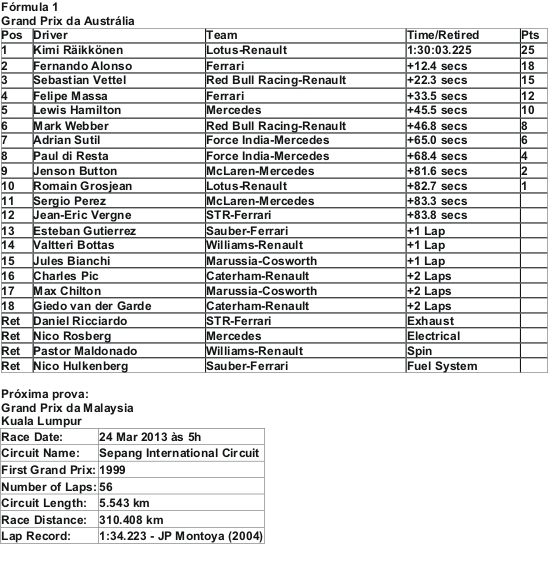 Fórmula 1
Grand Prix da Austrália
Pos Driver Team Time/Retired Pts
1 Kimi Räikkönen Lotus-Renault 1:30:03.225 25
2 Fernando Alonso Ferrari +12.4 secs 18
3 Sebastian Vettel Red Bull Racing-Renault +22.3 secs 15
4 Felipe Massa Ferrari +33.5 secs 12
5 Lewis Hamilton Mercedes +45.5 secs 10
6 Mark Webber Red Bull Racing-Renault +46.8 secs 8
7 Adrian Sutil Force India-Mercedes +65.0 secs 6
8 Paul di Resta Force India-Mercedes +68.4 secs 4
9 Jenson Button McLaren-Mercedes +81.6 secs 2
10 Romain Grosjean Lotus-Renault +82.7 secs 1
11 Sergio Perez McLaren-Mercedes +83.3 secs
12 Jean-Eric Vergne STR-Ferrari +83.8 secs
13 Esteban Gutierrez Sauber-Ferrari +1 Lap
14 Valtteri Bottas Williams-Renault +1 Lap
15 Jules Bianchi Marussia-Cosworth +1 Lap
16 Charles Pic Caterham-Renault +2 Laps
17 Max Chilton Marussia-Cosworth +2 Laps
18 Giedo van der Garde Caterham-Renault +2 Laps
Ret Daniel Ricciardo STR-Ferrari Exhaust
Ret Nico Rosberg Mercedes Electrical
Ret Pastor Maldonado Williams-Renault Spin
Ret Nico Hulkenberg Sauber-Ferrari Fuel System
Próxima prova:
Grand Prix da Malaysia
Kuala Lumpur
Race Date: 24 Mar 2013 às 5h
Circuit Name: Sepang International Circuit
First Grand Prix: 1999
Number of Laps: 56
Circuit Length: 5.543 km
Race Distance: 310.408 km
Lap Record: 1:34.223 - JP Montoya (2004)